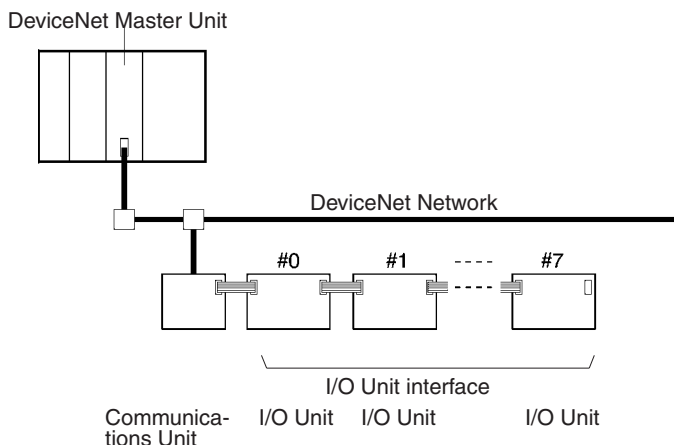 DeviceNet Master Unit
DeviceNet Network
#0 #1 #7
I/O Unit interface
Communica-
tions Unit
I/O Unit I/O Unit I/O Unit